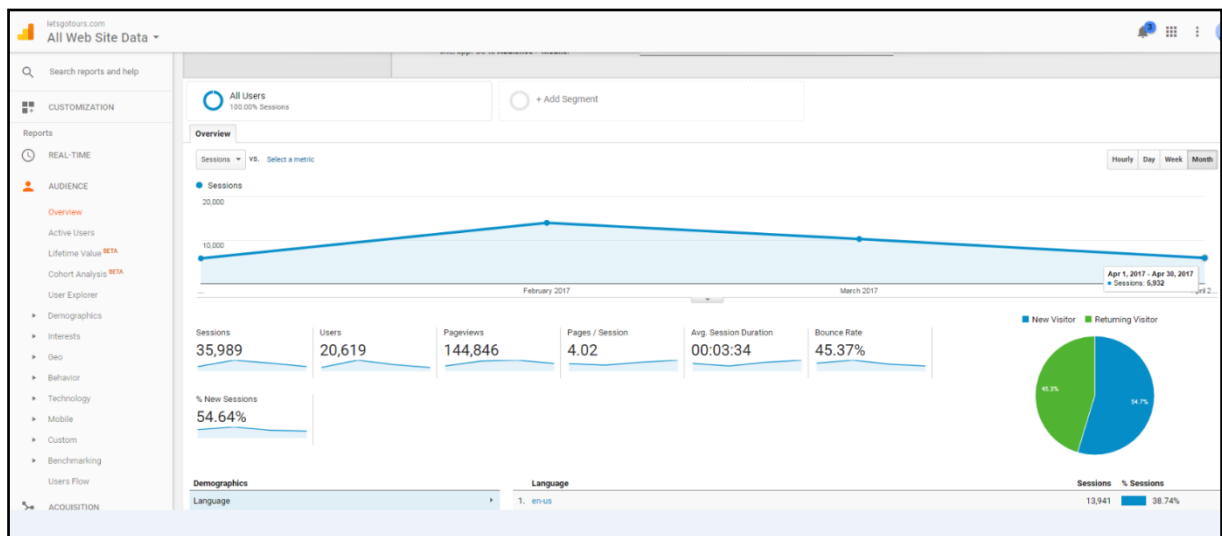 letsgotours.com
All Web Site Data
3
Search reports and help
CUSTOMIZATION
Reports
REAL-TIME
AUDIENCE
Overview
Active Users
Lifetime Value BETA
Cohort Analysis BETA
User Explorer
Demographics
Interests
Geo
Behavior
Technology
Mobile
Custom
Benchmarking
Users Flow
ACQUISITION
All Users
100.00% Sessions
+ Add Segment
Overview
Sessions VS. Select a metric
Hourly Day Week Month
Sessions
20,000
10,000
Apr 1, 2017 - Apr 30, 2017
Sessions: 5,932
... February 2017 March 2017
Sessions
35,989
Users
20,619
Pageviews
144,846
Pages / Session
4.02
Avg. Session Duration
00:03:34
Bounce Rate
45.37%
% New Sessions
54.64%
New Visitor Returning Visitor
45.3%
54.7%
Demographics
Language
Language Sessions % Sessions
1. en-us 13,941 38.74%